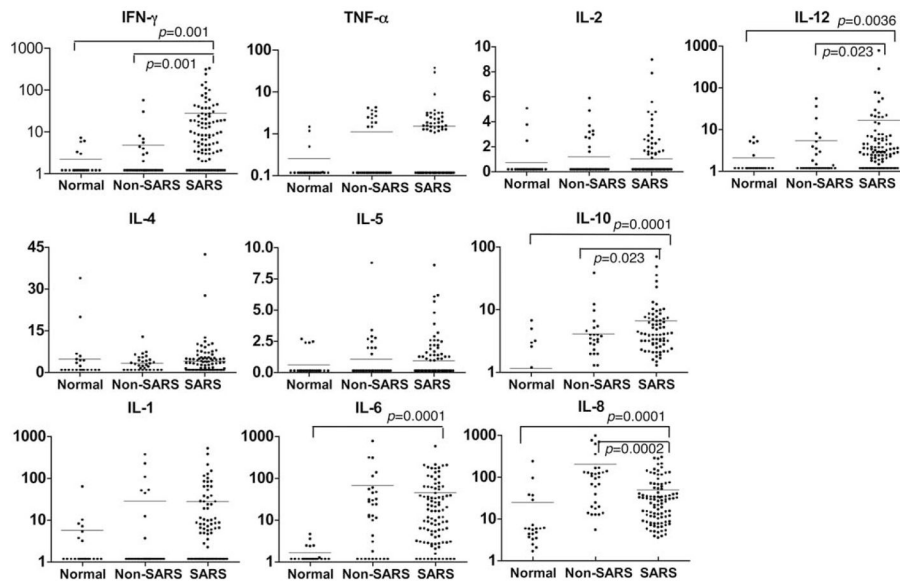 IFN-γ
p=0.001
p=0.001
1000
100
10
1
Normal Non-SARS SARS
TNF-α
100
10
1
0.1
Normal Non-SARS SARS
IL-2
10
8
6
4
2
0
Normal Non-SARS SARS
IL-12
p=0.0036
p=0.023
1000
100
10
1
Normal Non-SARS SARS
IL-4
45
30
15
0
Normal Non-SARS SARS
IL-5
10.0
7.5
5.0
2.5
0.0
Normal Non-SARS SARS
IL-10
p=0.0001
p=0.023
100
10
1
Normal Non-SARS SARS
IL-1
1000
100
10
1
Normal Non-SARS SARS
IL-6
p=0.0001
1000
100
10
1
Normal Non-SARS SARS
IL-8
p=0.0001
p=0.0002
1000
100
10
1
Normal Non-SARS SARS